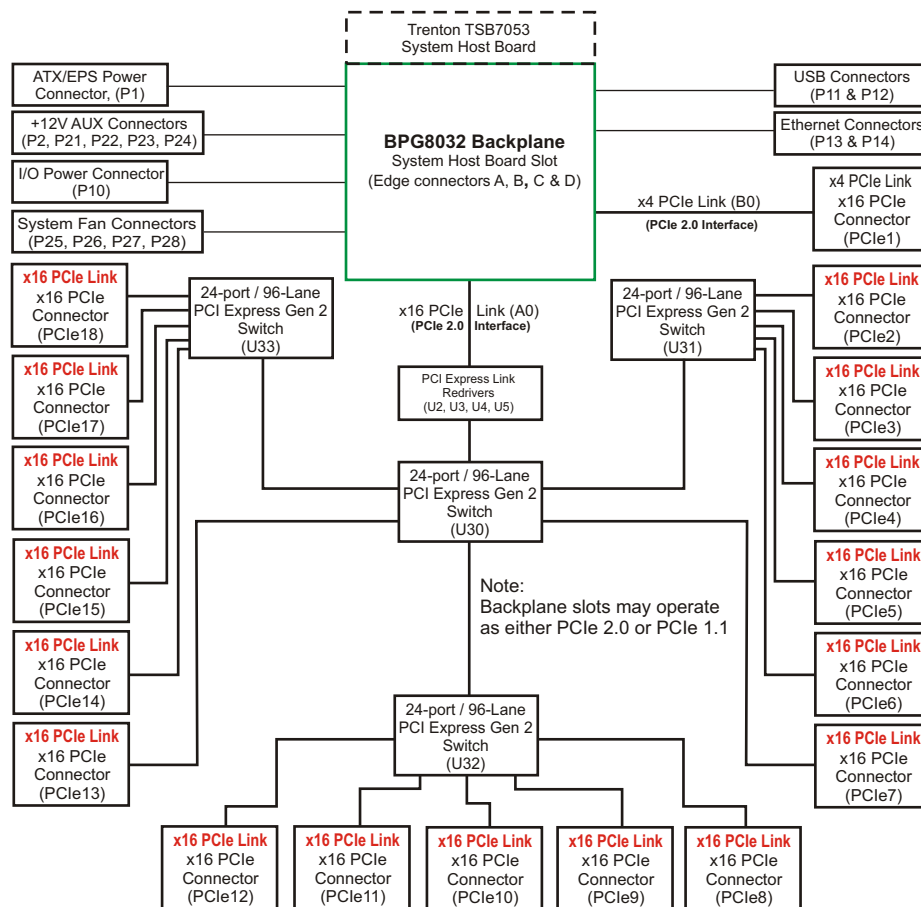 Trenton TSB7053
System Host Board
ATX/EPS Power
Connector, (P1)
+12V AUX Connectors
(P2, P21, P22, P23, P24)
I/O Power Connector
(P10)
System Fan Connectors
(P25, P26, P27, P28)
BPG8032 Backplane
System Host Board Slot
(Edge connectors A, B, C & D)
USB Connectors
(P11 & P12)
Ethernet Connectors
(P13 & P14)
x4 PCIe Link (B0)
(PCIe 2.0 Interface)
x4 PCIe Link
x16 PCIe
Connector
(PCIe1)
x16 PCIe Link
x16 PCIe
Connector
(PCIe18)
24-port / 96-Lane
PCI Express Gen 2
Switch
(U33)
x16 PCIe Link (A0)
(PCIe 2.0 Interface)
24-port / 96-Lane
PCI Express Gen 2
Switch
(U31)
x16 PCIe Link
x16 PCIe
Connector
(PCIe2)
x16 PCIe Link
x16 PCIe
Connector
(PCIe17)
PCI Express Link
Redrivers
(U2, U3, U4, U5)
x16 PCIe Link
x16 PCIe
Connector
(PCIe3)
x16 PCIe Link
x16 PCIe
Connector
(PCIe16)
24-port / 96-Lane
PCI Express Gen 2
Switch
(U30)
x16 PCIe Link
x16 PCIe
Connector
(PCIe4)
x16 PCIe Link
x16 PCIe
Connector
(PCIe15)
Note:
Backplane slots may operate
as either PCIe 2.0 or PCIe 1.1
x16 PCIe Link
x16 PCIe
Connector
(PCIe5)
x16 PCIe Link
x16 PCIe
Connector
(PCIe14)
x16 PCIe Link
x16 PCIe
Connector
(PCIe6)
x16 PCIe Link
x16 PCIe
Connector
(PCIe13)
24-port / 96-Lane
PCI Express Gen 2
Switch
(U32)
x16 PCIe Link
x16 PCIe
Connector
(PCIe7)
x16 PCIe Link
x16 PCIe
Connector
(PCIe12)
x16 PCIe Link
x16 PCIe
Connector
(PCIe11)
x16 PCIe Link
x16 PCIe
Connector
(PCIe10)
x16 PCIe Link
x16 PCIe
Connector
(PCIe9)
x16 PCIe Link
x16 PCIe
Connector
(PCIe8)